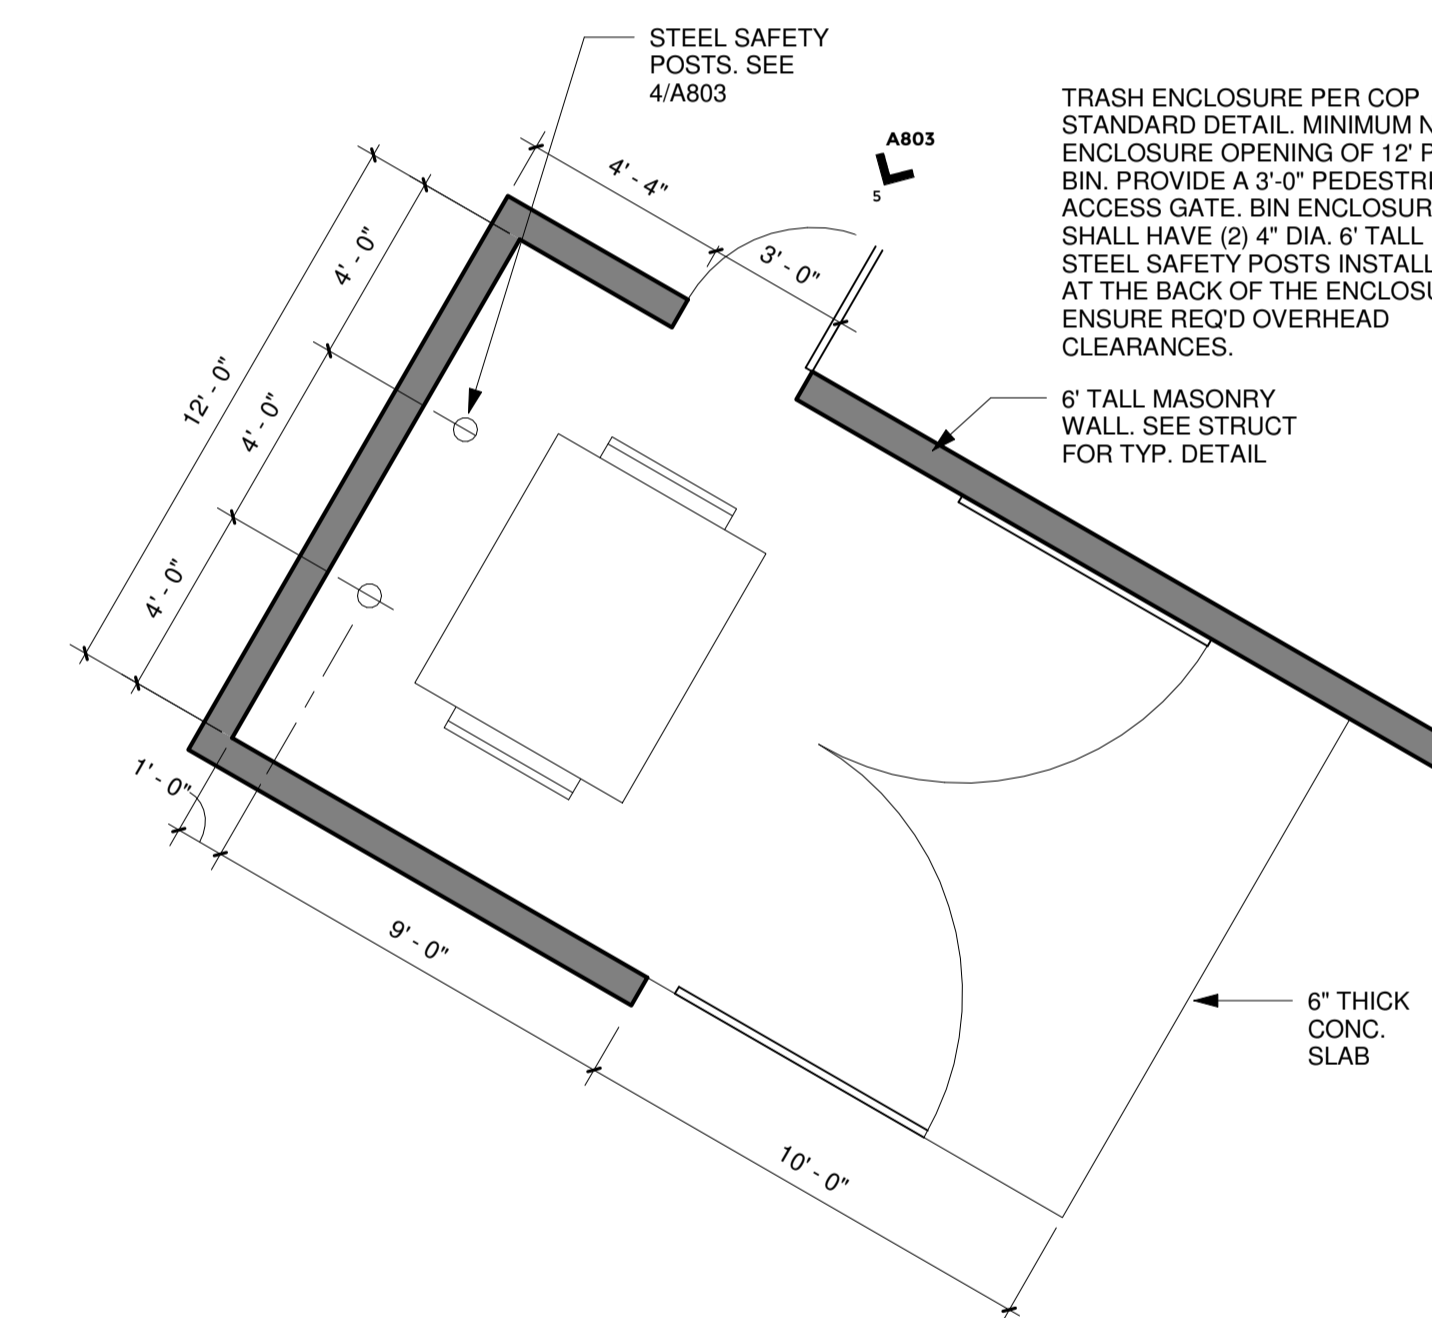 STEEL SAFETY
POSTS. SEE
4/A803
A803
5
TRASH ENCLOSURE PER COP
STANDARD DETAIL. MINIMUM
ENCLOSURE OPENING OF 12'
BIN. PROVIDE A 3'-0"
ACCESS GATE. BIN
SHALL HAVE (2) 4" DIA. 6' TALL
STEEL SAFETY POSTS
AT THE BACK OF THE
ENSURE REQ'D OVERHEAD
CLEARANCES.
6' TALL MASONRY
WALL. SEE STRUCT
FOR TYP. DETAIL
4' - 4"
3' - 0"
4' - 0"
12' - 0"
4' - 0"
4' - 0"
1' - 0"
9' - 0"
10' - 0"
6" THICK
CONC.
SLAB